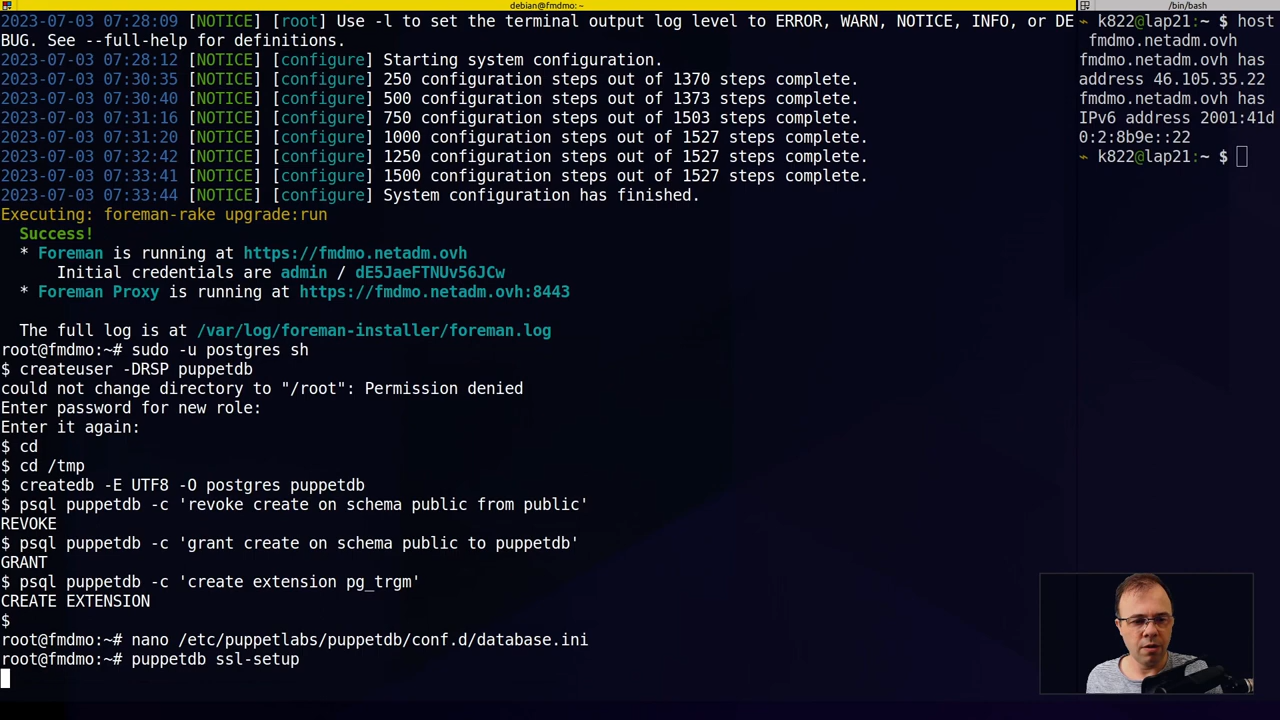 debian@fmdmo: ~
2023-07-03 07:28:09 [NOTICE] [root] Use -l to set the terminal output log level to ERROR, WARN, NOTICE, INFO, or DE
BUG. See --full-help for definitions.
2023-07-03 07:28:12 [NOTICE] [configure] Starting system configuration.
2023-07-03 07:30:35 [NOTICE] [configure] 250 configuration steps out of 1370 steps complete.
2023-07-03 07:30:40 [NOTICE] [configure] 500 configuration steps out of 1373 steps complete.
2023-07-03 07:31:16 [NOTICE] [configure] 750 configuration steps out of 1503 steps complete.
2023-07-03 07:31:20 [NOTICE] [configure] 1000 configuration steps out of 1527 steps complete.
2023-07-03 07:32:42 [NOTICE] [configure] 1250 configuration steps out of 1527 steps complete.
2023-07-03 07:33:41 [NOTICE] [configure] 1500 configuration steps out of 1527 steps complete.
2023-07-03 07:33:44 [NOTICE] [configure] System configuration has finished.
Executing: foreman-rake upgrade:run
  Success!
  * Foreman is running at https://fmdmo.netadm.ovh
      Initial credentials are admin / dE5JaeFTNUv56JCw
  * Foreman Proxy is running at https://fmdmo.netadm.ovh:8443
  The full log is at /var/log/foreman-installer/foreman.log
root@fmdmo:~# sudo -u postgres sh
$ createuser -DRSP puppetdb
could not change directory to "/root": Permission denied
Enter password for new role:
Enter it again:
$ cd
$ cd /tmp
$ createdb -E UTF8 -O postgres puppetdb
$ psql puppetdb -c 'revoke create on schema public from public'
REVOKE
$ psql puppetdb -c 'grant create on schema public to puppetdb'
GRANT
$ psql puppetdb -c 'create extension pg_trgm'
CREATE EXTENSION
$
root@fmdmo:~# nano /etc/puppetlabs/puppetdb/conf.d/database.ini
root@fmdmo:~# puppetdb ssl-setup
/bin/bash
~ k822@lap21:~ $ host
 fmdmo.netadm.ovh
fmdmo.netadm.ovh has
address 46.105.35.22
fmdmo.netadm.ovh has
IPv6 address 2001:41d
0:2:8b9e::22
~ k822@lap21:~ $